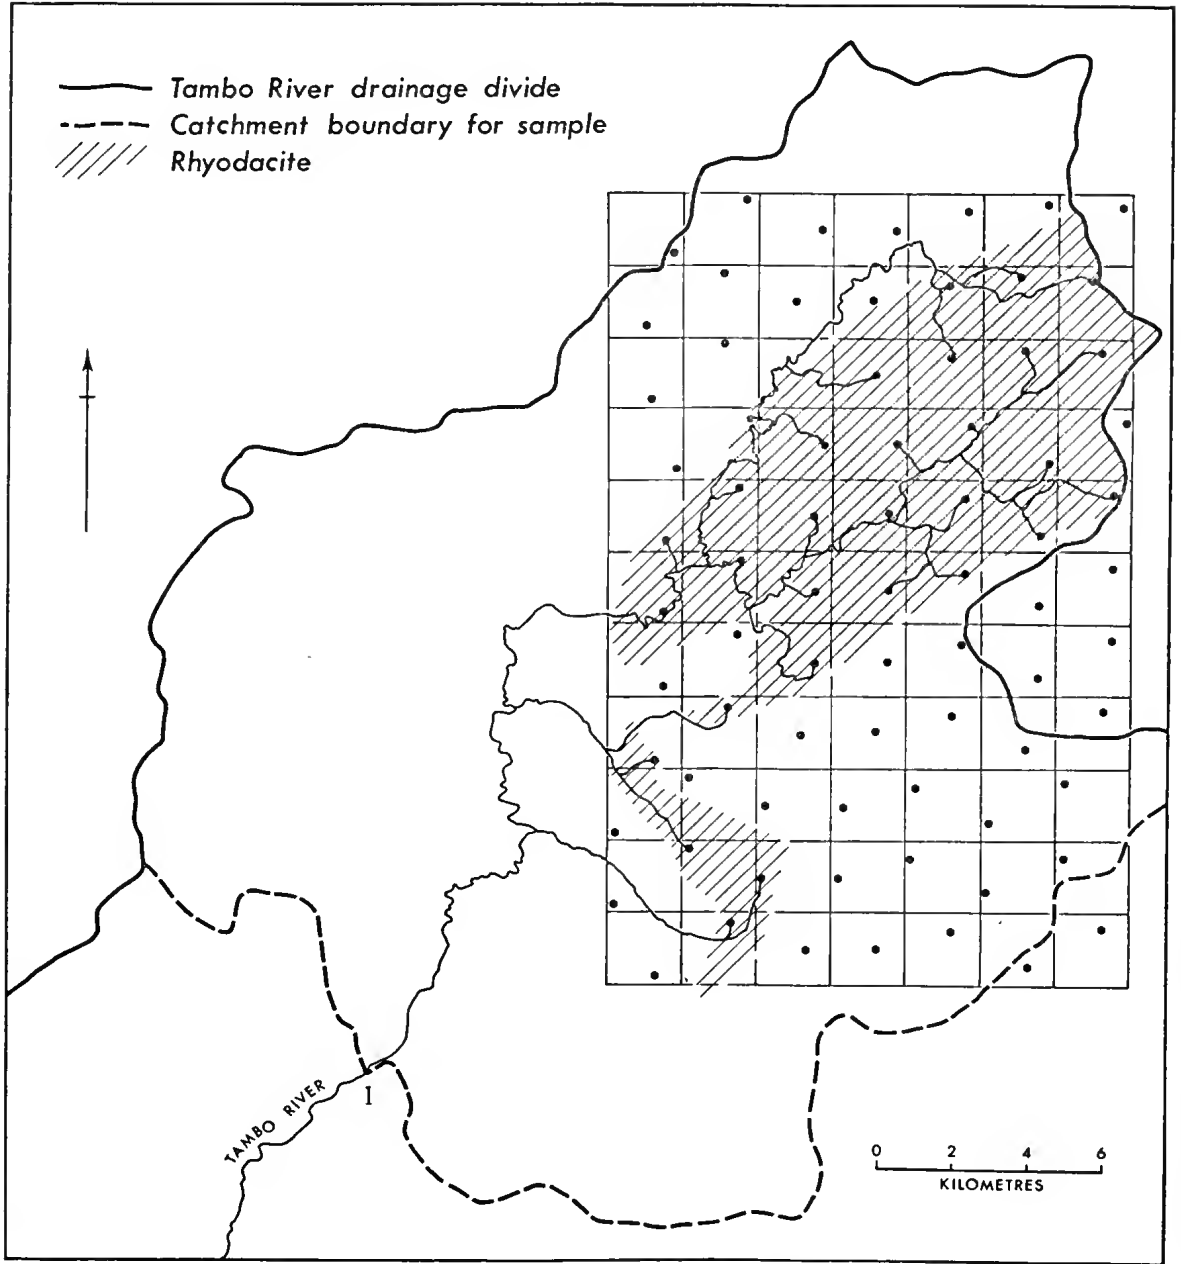 Tambo River drainage divide
Catchment boundary for sample
Rhyodacite
I
TAMBO RIVER
0 2 4 6
KILOMETRES